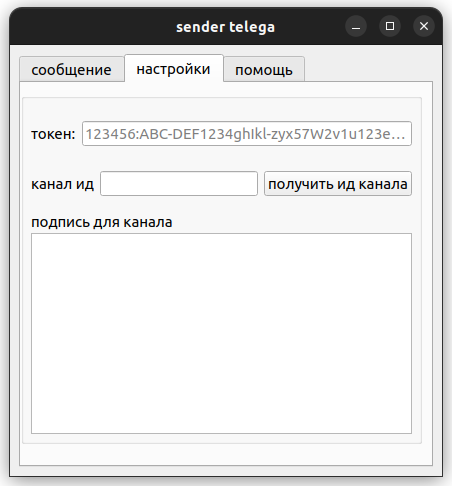 sender telega
сообщение настройки помощь
токен: 123456:ABC-DEF1234ghIkl-zyx57W2v1u123e...
канал ид получить ид канала
подпись для канала